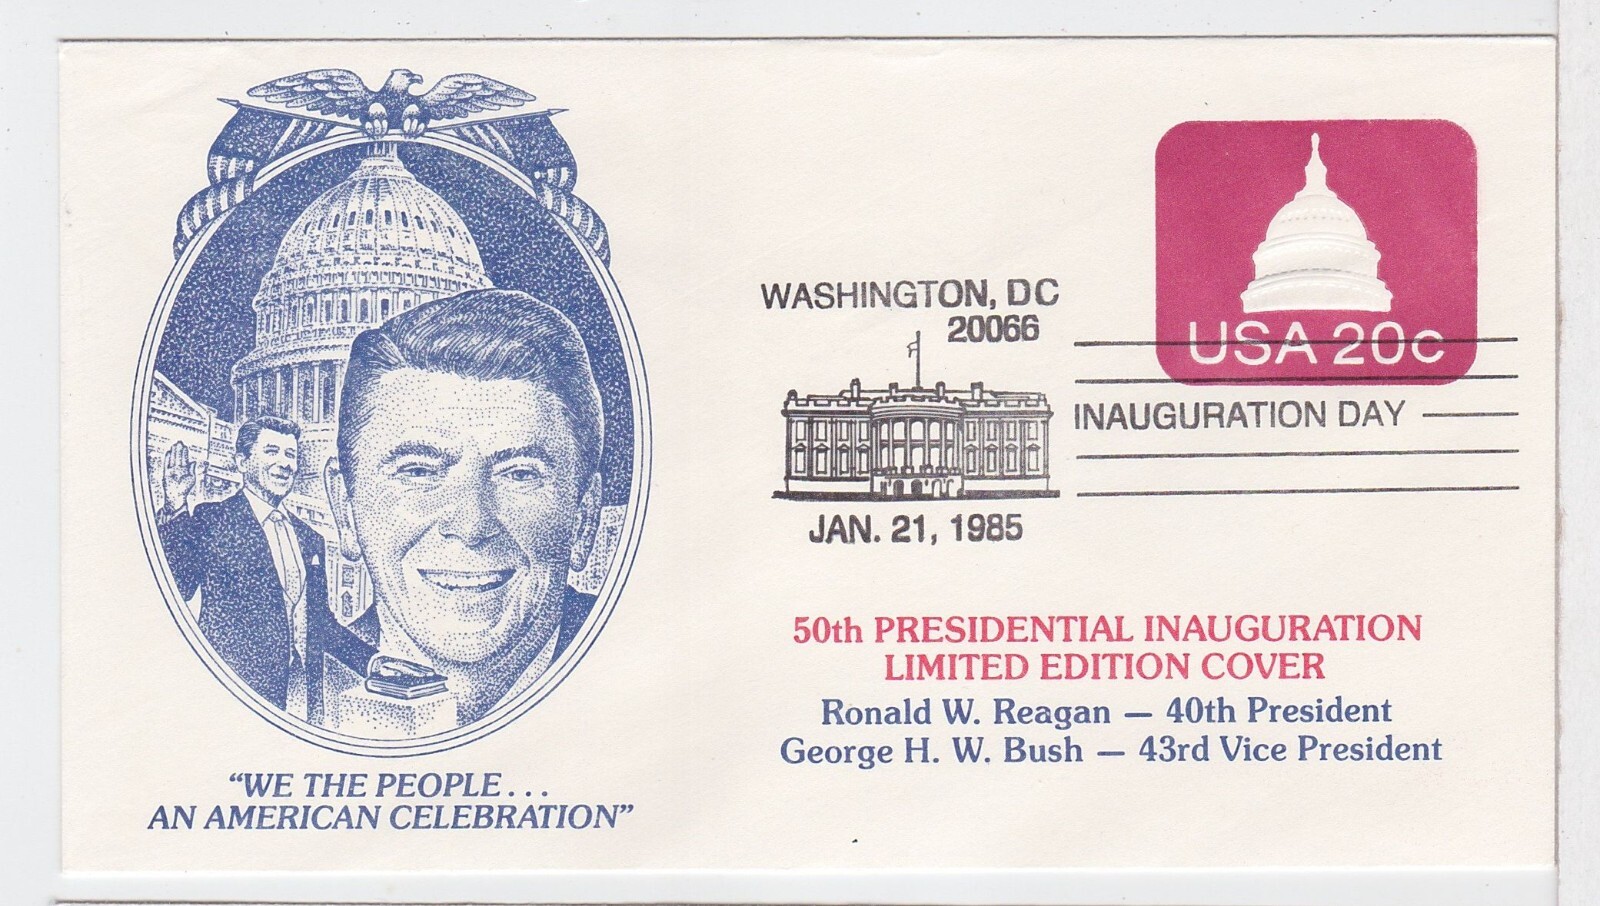 USA 20c
WASHINGTON, DC
20066
INAUGURATION DAY
JAN. 21, 1985
50th PRESIDENTIAL INAUGURATION
LIMITED EDITION COVER
Ronald W. Reagan — 40th President
George H. W. Bush — 43rd Vice President
“WE THE PEOPLE...
AN AMERICAN CELEBRATION”